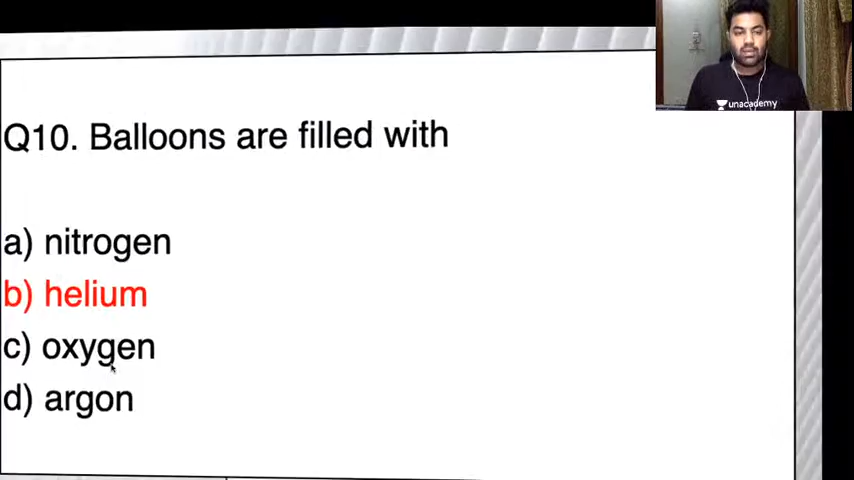 unacademy
Q10. Balloons are filled with
a) nitrogen
b) helium
c) oxygen
d) argon